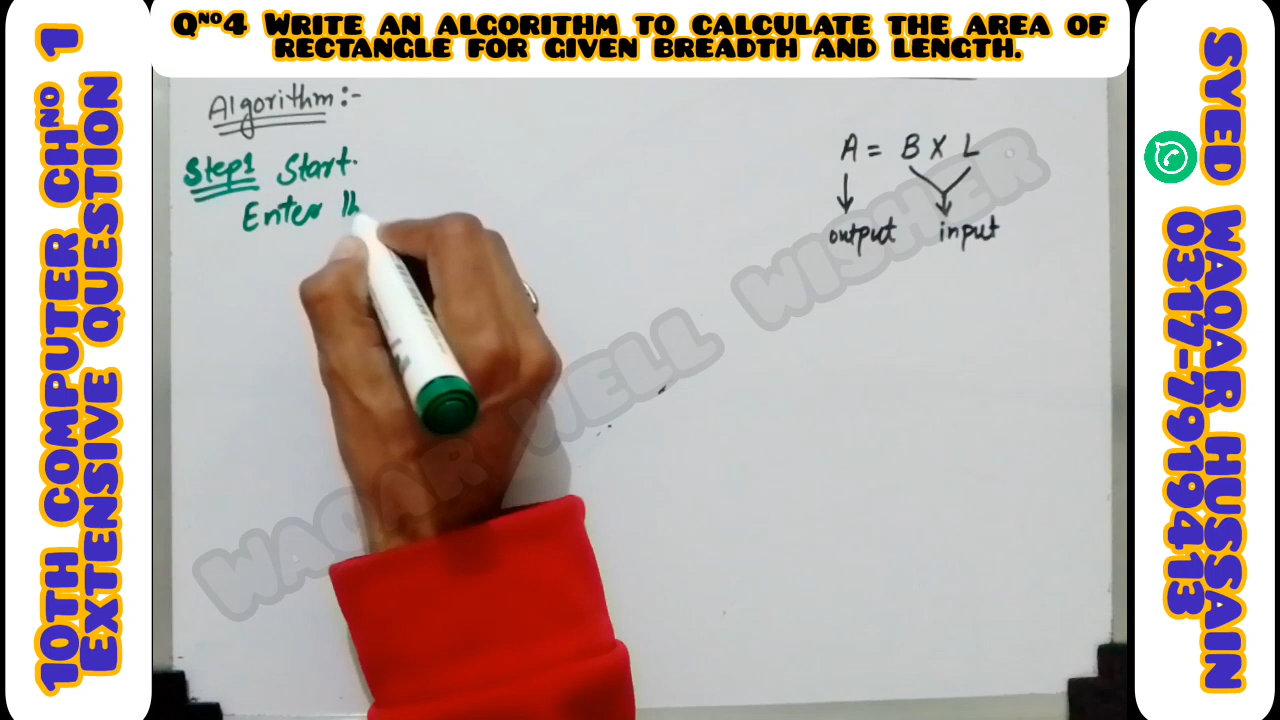 Qno4 Write an algorithm to calculate the area of
rectangle for given breadth and length.
10th Computer Chno 1
Extensive Question 1
Algorithm:-
Step1 Start.
Enter
A = B X L
output input
WAQAR WELL WISHER
Syed Waqar Hussain
0317-7919413